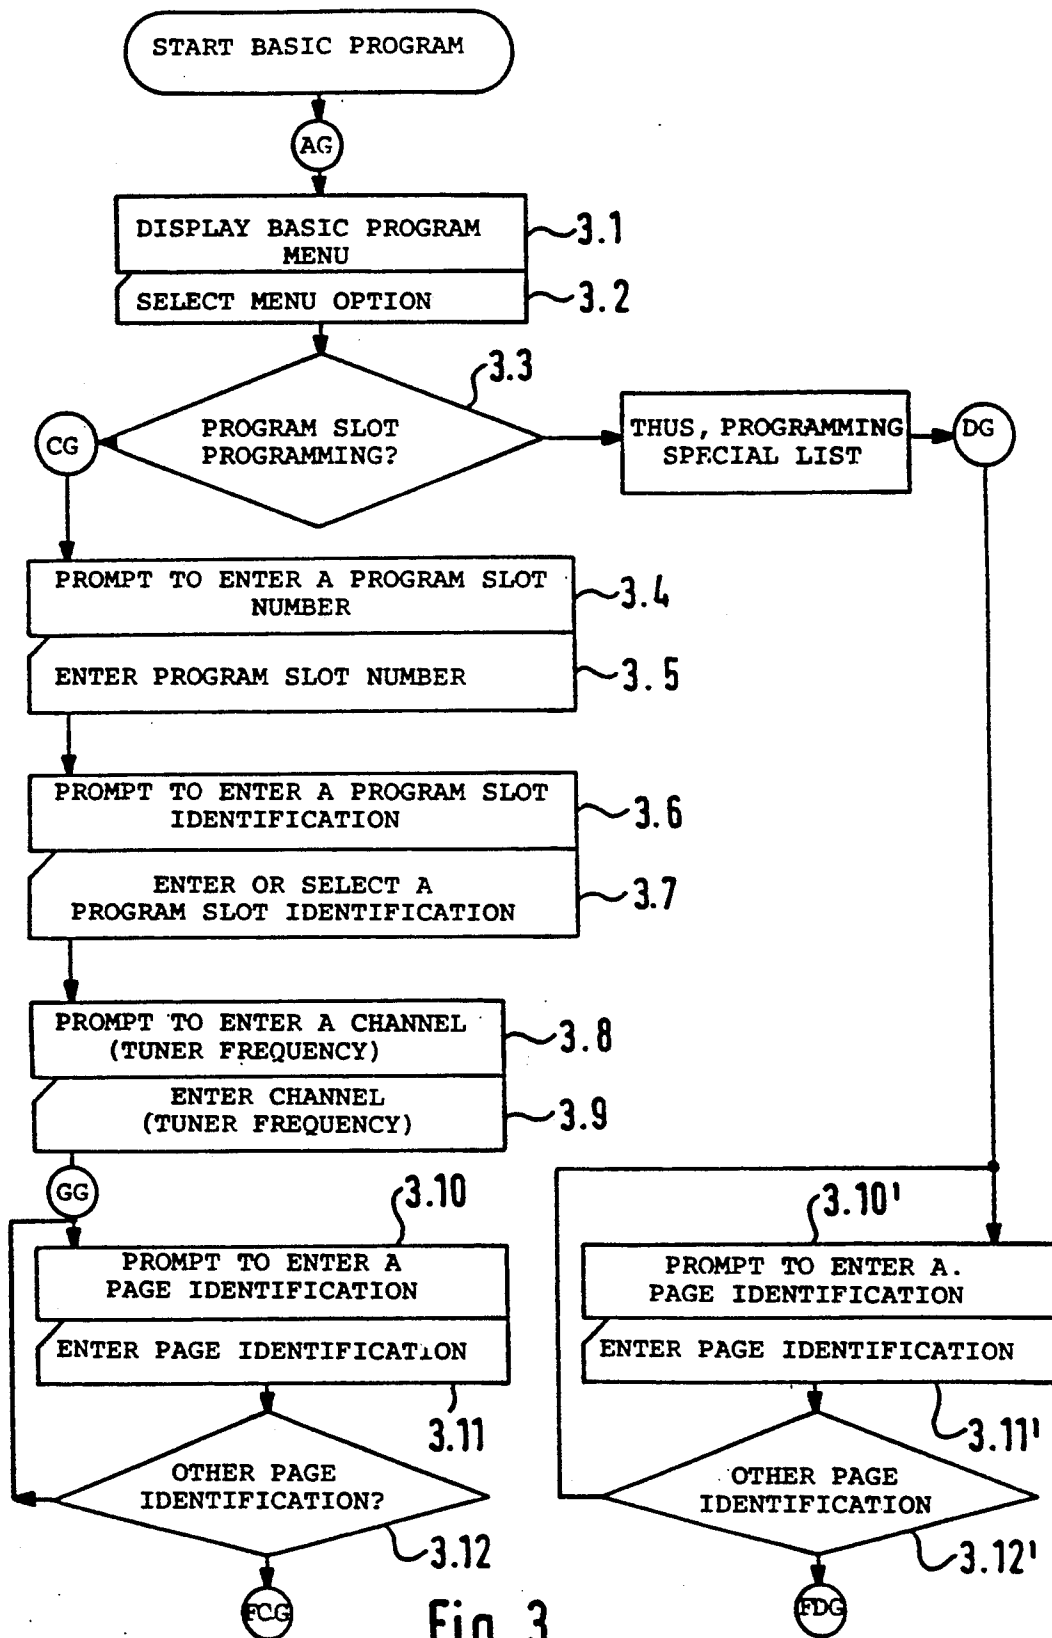 START BASIC PROGRAM
AG
DISPLAY BASIC PROGRAM
MENU
3.1
SELECT MENU OPTION
3.2
3.3
PROGRAM SLOT
PROGRAMMING?
CG
THUS, PROGRAMMING
SPECIAL LIST
DG
PROMPT TO ENTER A PROGRAM SLOT
NUMBER
3.4
ENTER PROGRAM SLOT NUMBER
3.5
PROMPT TO ENTER A PROGRAM SLOT
IDENTIFICATION
3.6
ENTER OR SELECT A
PROGRAM SLOT IDENTIFICATION
3.7
PROMPT TO ENTER A CHANNEL
(TUNER FREQUENCY)
3.8
ENTER CHANNEL
(TUNER FREQUENCY)
3.9
GG
3.10
PROMPT TO ENTER A
PAGE IDENTIFICATION
ENTER PAGE IDENTIFICATION
3.11
OTHER PAGE
IDENTIFICATION?
3.12
FCG
3.10'
PROMPT TO ENTER A.
PAGE IDENTIFICATION
ENTER PAGE IDENTIFICATION
3.11'
OTHER PAGE
IDENTIFICATION
3.12'
FDG
Fig. 3